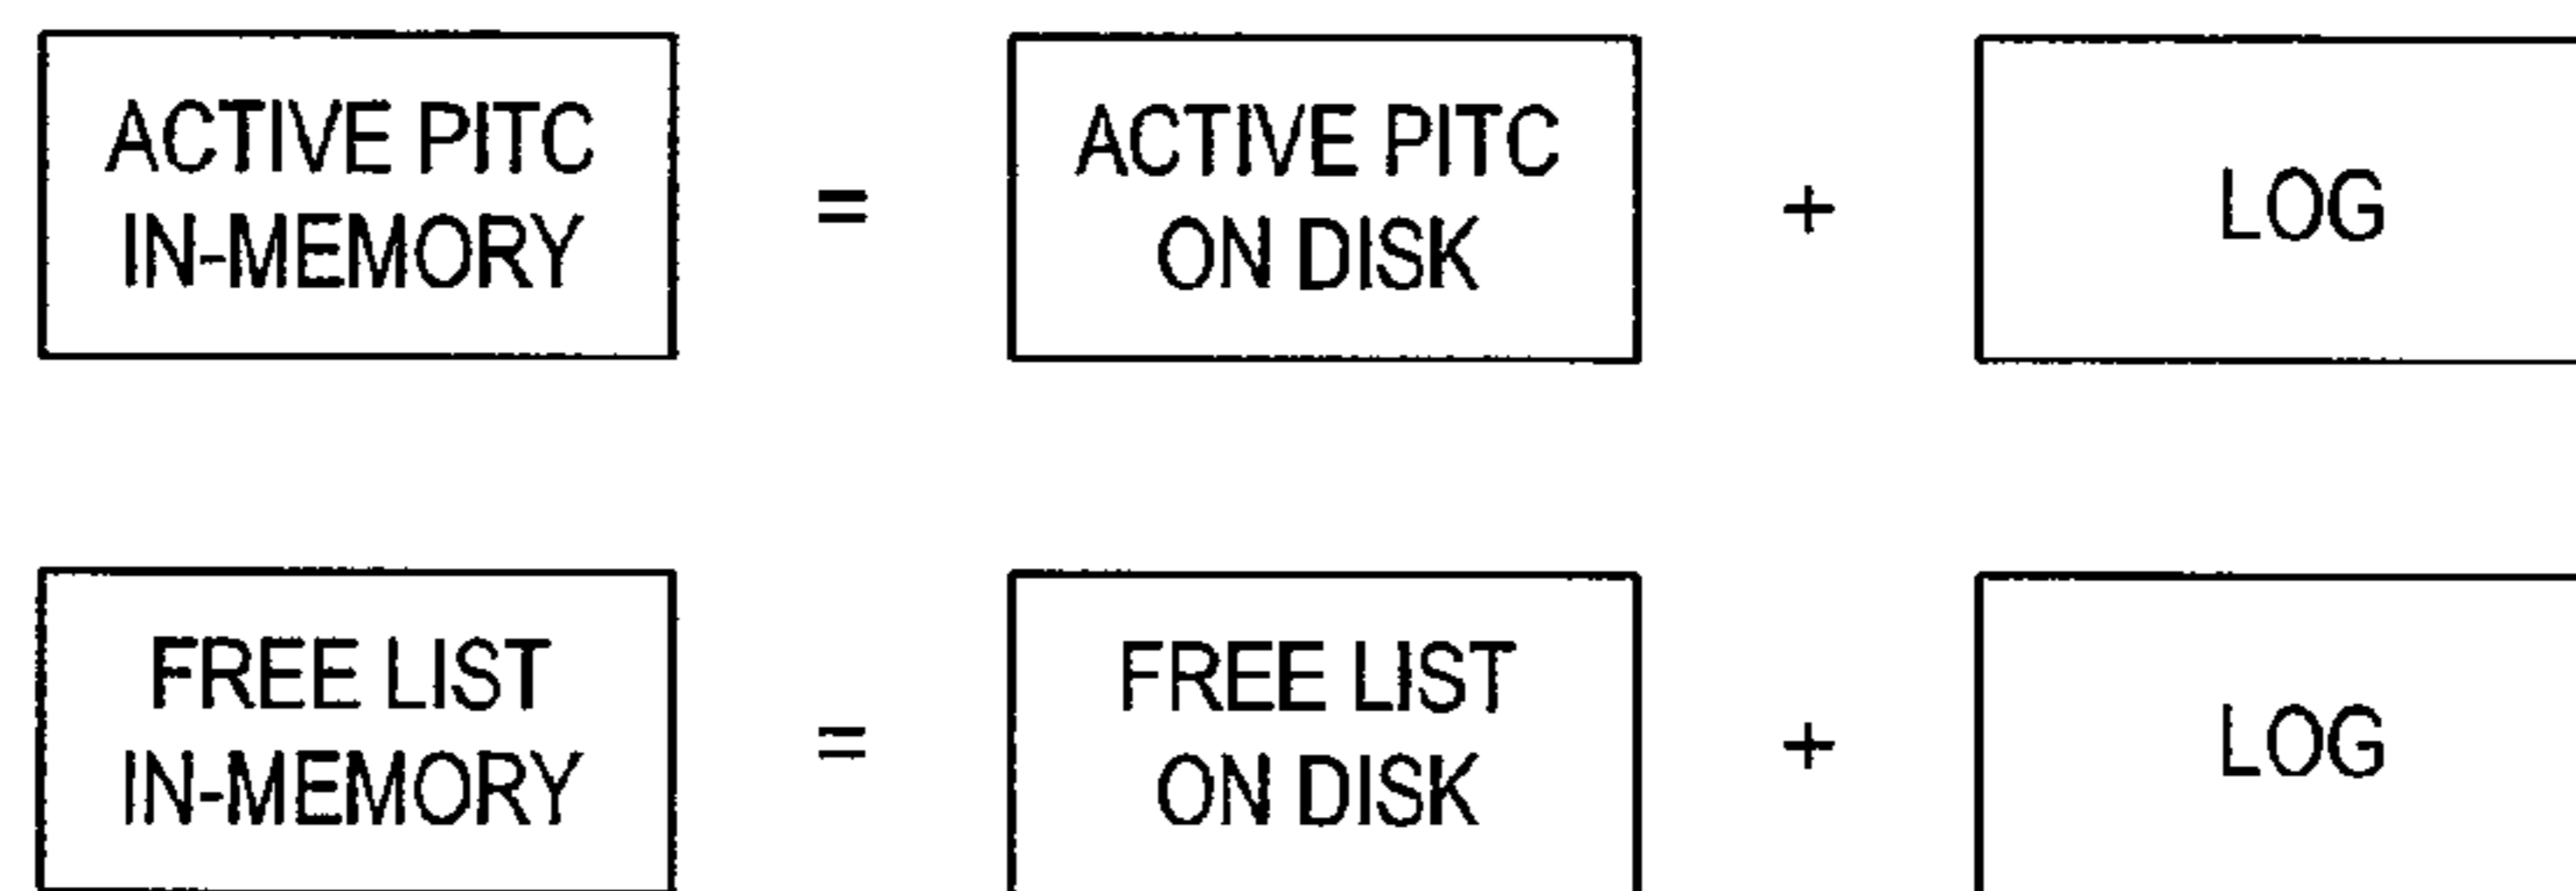 ACTIVE PITC
IN-MEMORY
=
ACTIVE PITC
ON DISK
+
LOG
FREE LIST
IN-MEMORY
=
FREE LIST
ON DISK
+
LOG